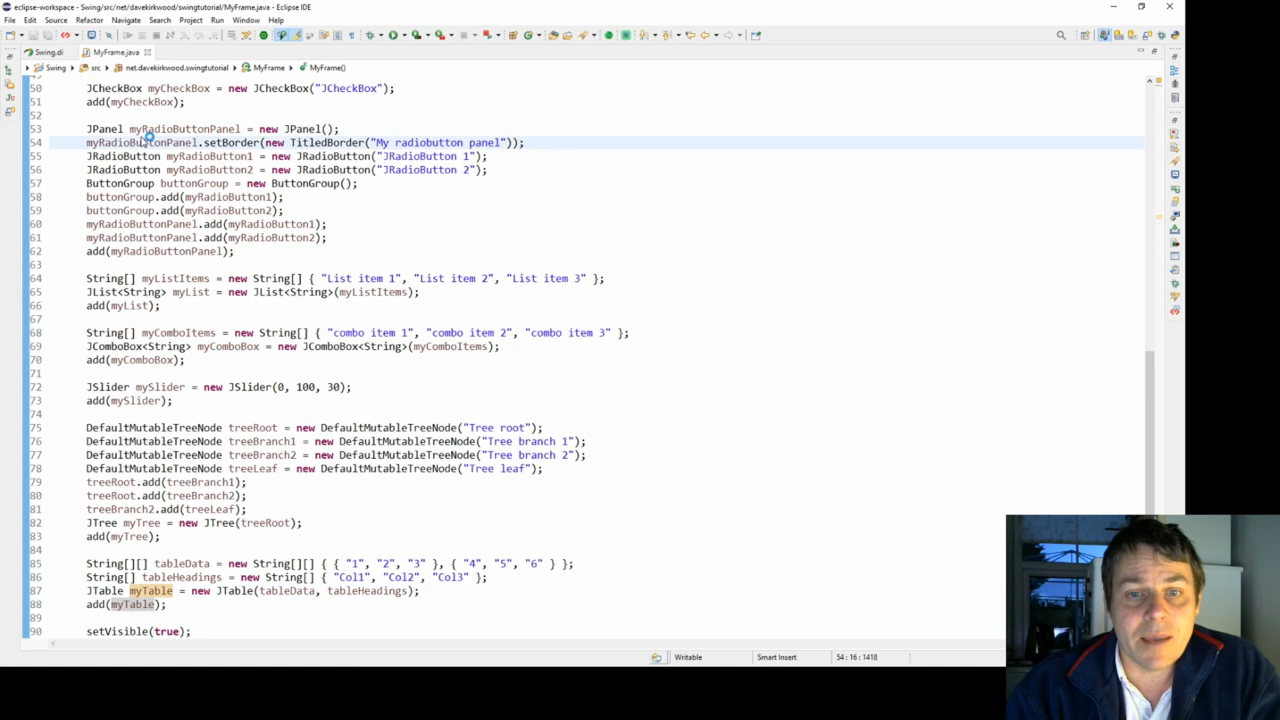 eclipse-workspace - Swing/src/net/davekirkwood/swingtutorial/MyFrame.java - Eclipse IDE
File Edit Source Refactor Navigate Search Project Run Window Help
Swing.di MyFrame.java
Swing src net.davekirkwood.swingtutorial MyFrame MyFrame()
49
50 JCheckBox myCheckBox = new JCheckBox("JCheckBox");
51 add(myCheckBox);
52
53 JPanel myRadioButtonPanel = new JPanel();
54 myRadioButtonPanel.setBorder(new TitledBorder("My radiobutton panel"));
55 JRadioButton myRadioButton1 = new JRadioButton("JRadioButton 1");
56 JRadioButton myRadioButton2 = new JRadioButton("JRadioButton 2");
57 ButtonGroup buttonGroup = new ButtonGroup();
58 buttonGroup.add(myRadioButton1);
59 buttonGroup.add(myRadioButton2);
60 myRadioButtonPanel.add(myRadioButton1);
61 myRadioButtonPanel.add(myRadioButton2);
62 add(myRadioButtonPanel);
63
64 String[] myListItems = new String[] { "List item 1", "List item 2", "List item 3" };
65 JList<String> myList = new JList<String>(myListItems);
66 add(myList);
67
68 String[] myComboItems = new String[] { "combo item 1", "combo item 2", "combo item 3" };
69 JComboBox<String> myComboBox = new JComboBox<String>(myComboItems);
70 add(myComboBox);
71
72 JSlider mySlider = new JSlider(0, 100, 30);
73 add(mySlider);
74
75 DefaultMutableTreeNode treeRoot = new DefaultMutableTreeNode("Tree root");
76 DefaultMutableTreeNode treeBranch1 = new DefaultMutableTreeNode("Tree branch 1");
77 DefaultMutableTreeNode treeBranch2 = new DefaultMutableTreeNode("Tree branch 2");
78 DefaultMutableTreeNode treeLeaf = new DefaultMutableTreeNode("Tree leaf");
79 treeRoot.add(treeBranch1);
80 treeRoot.add(treeBranch2);
81 treeBranch2.add(treeLeaf);
82 JTree myTree = new JTree(treeRoot);
83 add(myTree);
84
85 String[][] tableData = new String[][] { { "1", "2", "3" }, { "4", "5", "6" } };
86 String[] tableHeadings = new String[] { "Col1", "Col2", "Col3" };
87 JTable myTable = new JTable(tableData, tableHeadings);
88 add(myTable);
89
90 setVisible(true);
Writable Smart Insert 54 : 16 : 1418